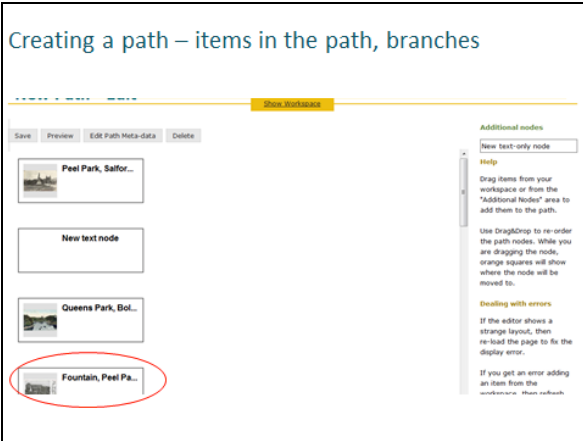 Creating a path – items in the path, branches
Show Workspace
Save Preview Edit Path Meta-data Delete
Peel Park, Salfor...
New text node
Queens Park, Bol...
Fountain, Peel Pa...
Additional nodes
New text-only node
Help
Drag items from your
workspace or from the
"Additional Nodes" area to
add them to the path.
Use Drag&Drop to re-order
the path nodes. While you
are dragging the node,
orange squares will show
where the node will be
moved to.
Dealing with errors
If the editor shows a
strange layout, then
re-load the page to fix the
display error.
If you get an error adding
an item from the
workspace, then refresh